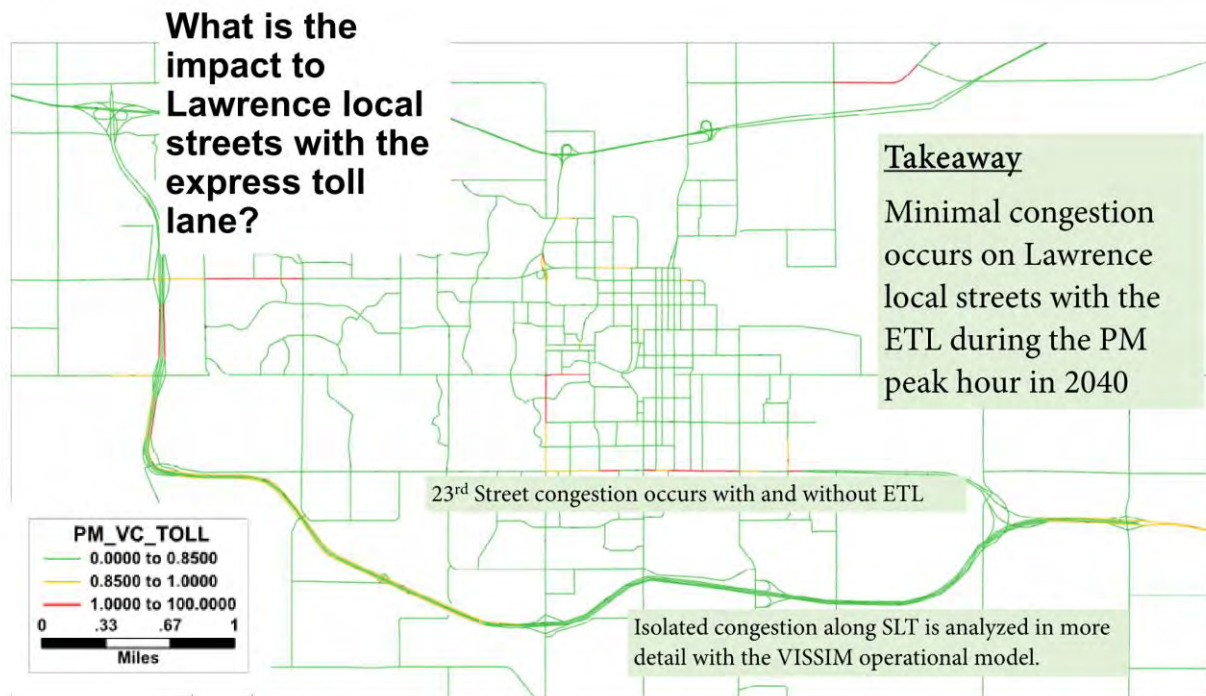 What is the
impact to
Lawrence local
streets with the
express toll
lane?
Takeaway
Minimal congestion
occurs on Lawrence
local streets with the
ETL during the PM
peak hour in 2040
23rd Street congestion occurs with and without ETL
PM_VC_TOLL
0.0000 to 0.8500
0.8500 to 1.0000
1.0000 to 100.0000
0 .33 .67 1
Miles
Isolated congestion along SLT is analyzed in more
detail with the VISSIM operational model.